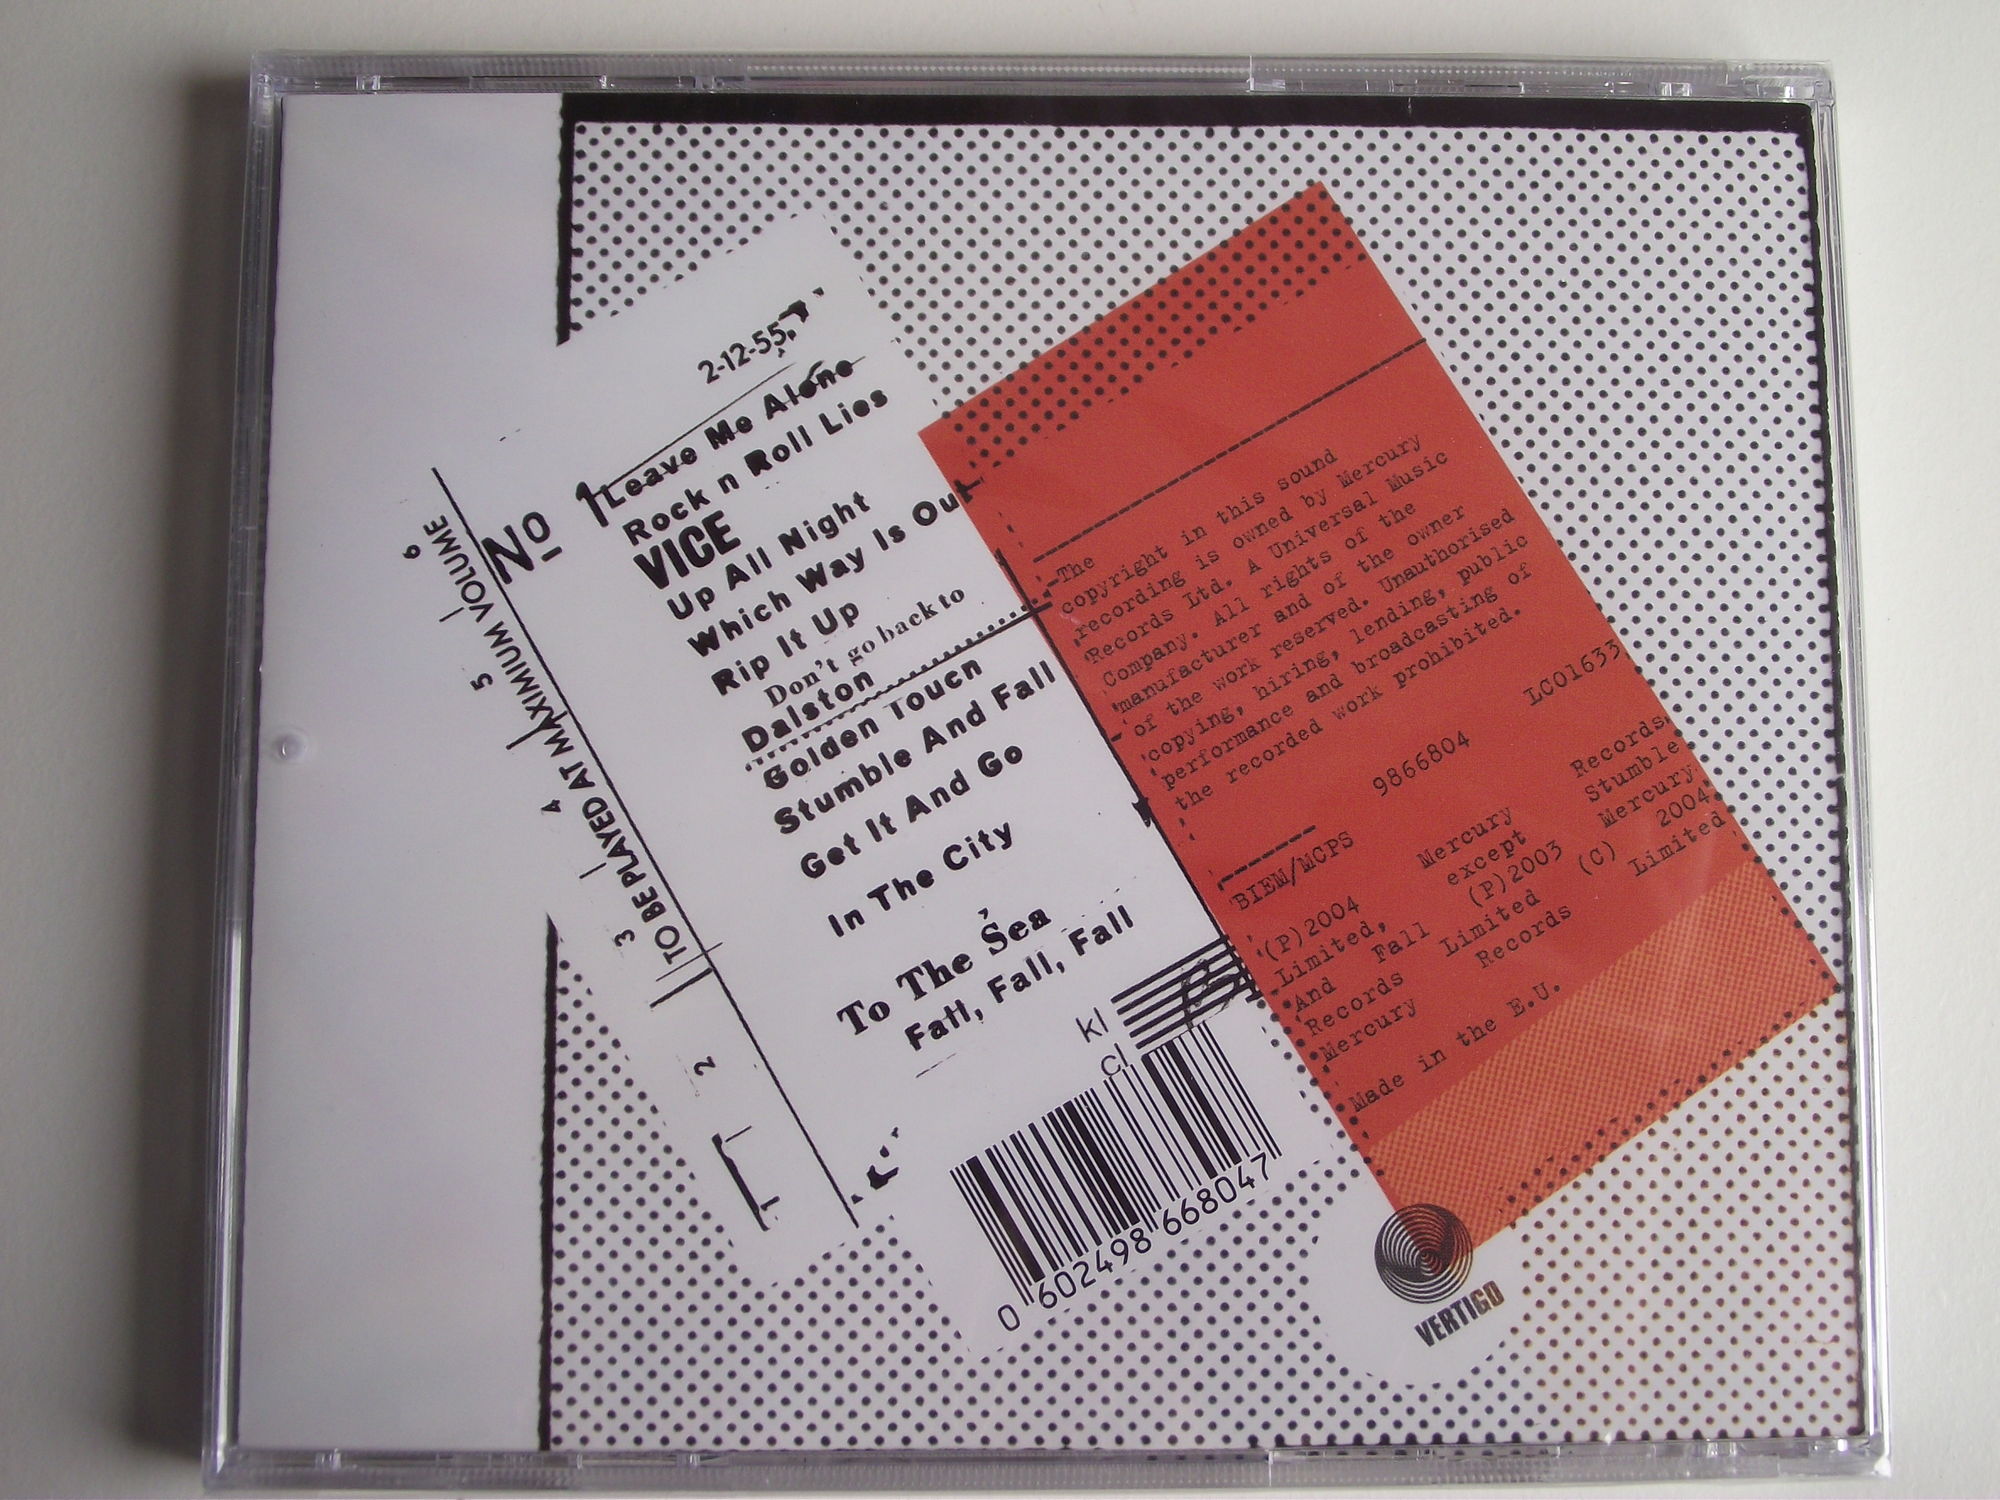 2-12-55
Leave Me Alone
Rock n Roll Lies
VICE
Up All Night
Which Way Is Out
Rip It Up
Don't go back to
Dalston
Golden Touch
Stumble And Fall
Get It And Go
In The City
To The Sea
Fall, Fall, Fall
No
TO BE PLAYED AT MAXIMIUM VOLUME
1 2 3 4 5 6
kl
cl
0 602498 668047
The
copyright in this sound
recording is owned by Mercury
Records Ltd. A Universal Music
Company. All rights of the
manufacturer and of the owner
of the work reserved. Unauthorised
copying, hiring, lending, public
performance and broadcasting of
the recorded work prohibited.
9866804 LC01633
BIEM/MCPS
(P)2004 Mercury Records
Limited, except Stumble
And Fall (P)2003 Mercury
Records Limited (C) 2004
Mercury Records Limited
Made in the E.U.
VERTIGO